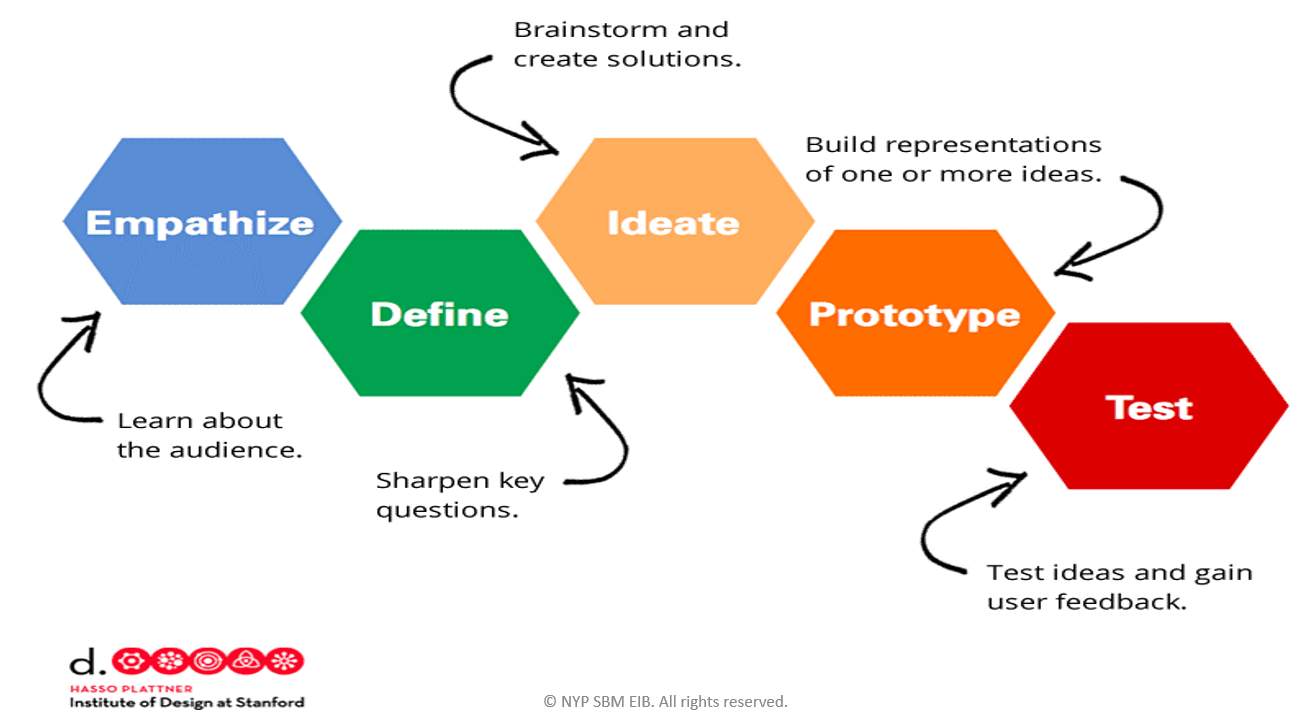 Brainstorm and
create solutions.
Build representations
of one or more ideas.
Empathize
Ideate
Define
Prototype
Test
Learn about
the audience.
Sharpen key
questions.
Test ideas and gain
user feedback.
d.
HASSO PLATTNER
Institute of Design at Stanford
© NYP SBM EIB. All rights reserved.